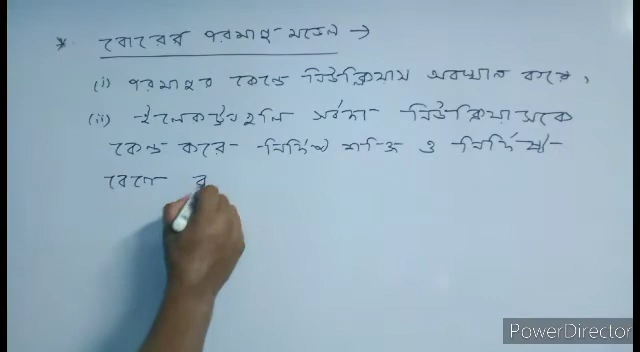 * বোরের পরমাণু মডেল →
(i) পরমাণুর কেন্দ্রে নিউক্লিয়াস অবস্থান করে,
(ii) ইলেকট্রনগুলি সর্বদা নিউক্লিয়াসকে
কেন্দ্র করে নির্দিষ্ট শক্তি ও নির্দিষ্ট
বেগে ব
PowerDirector